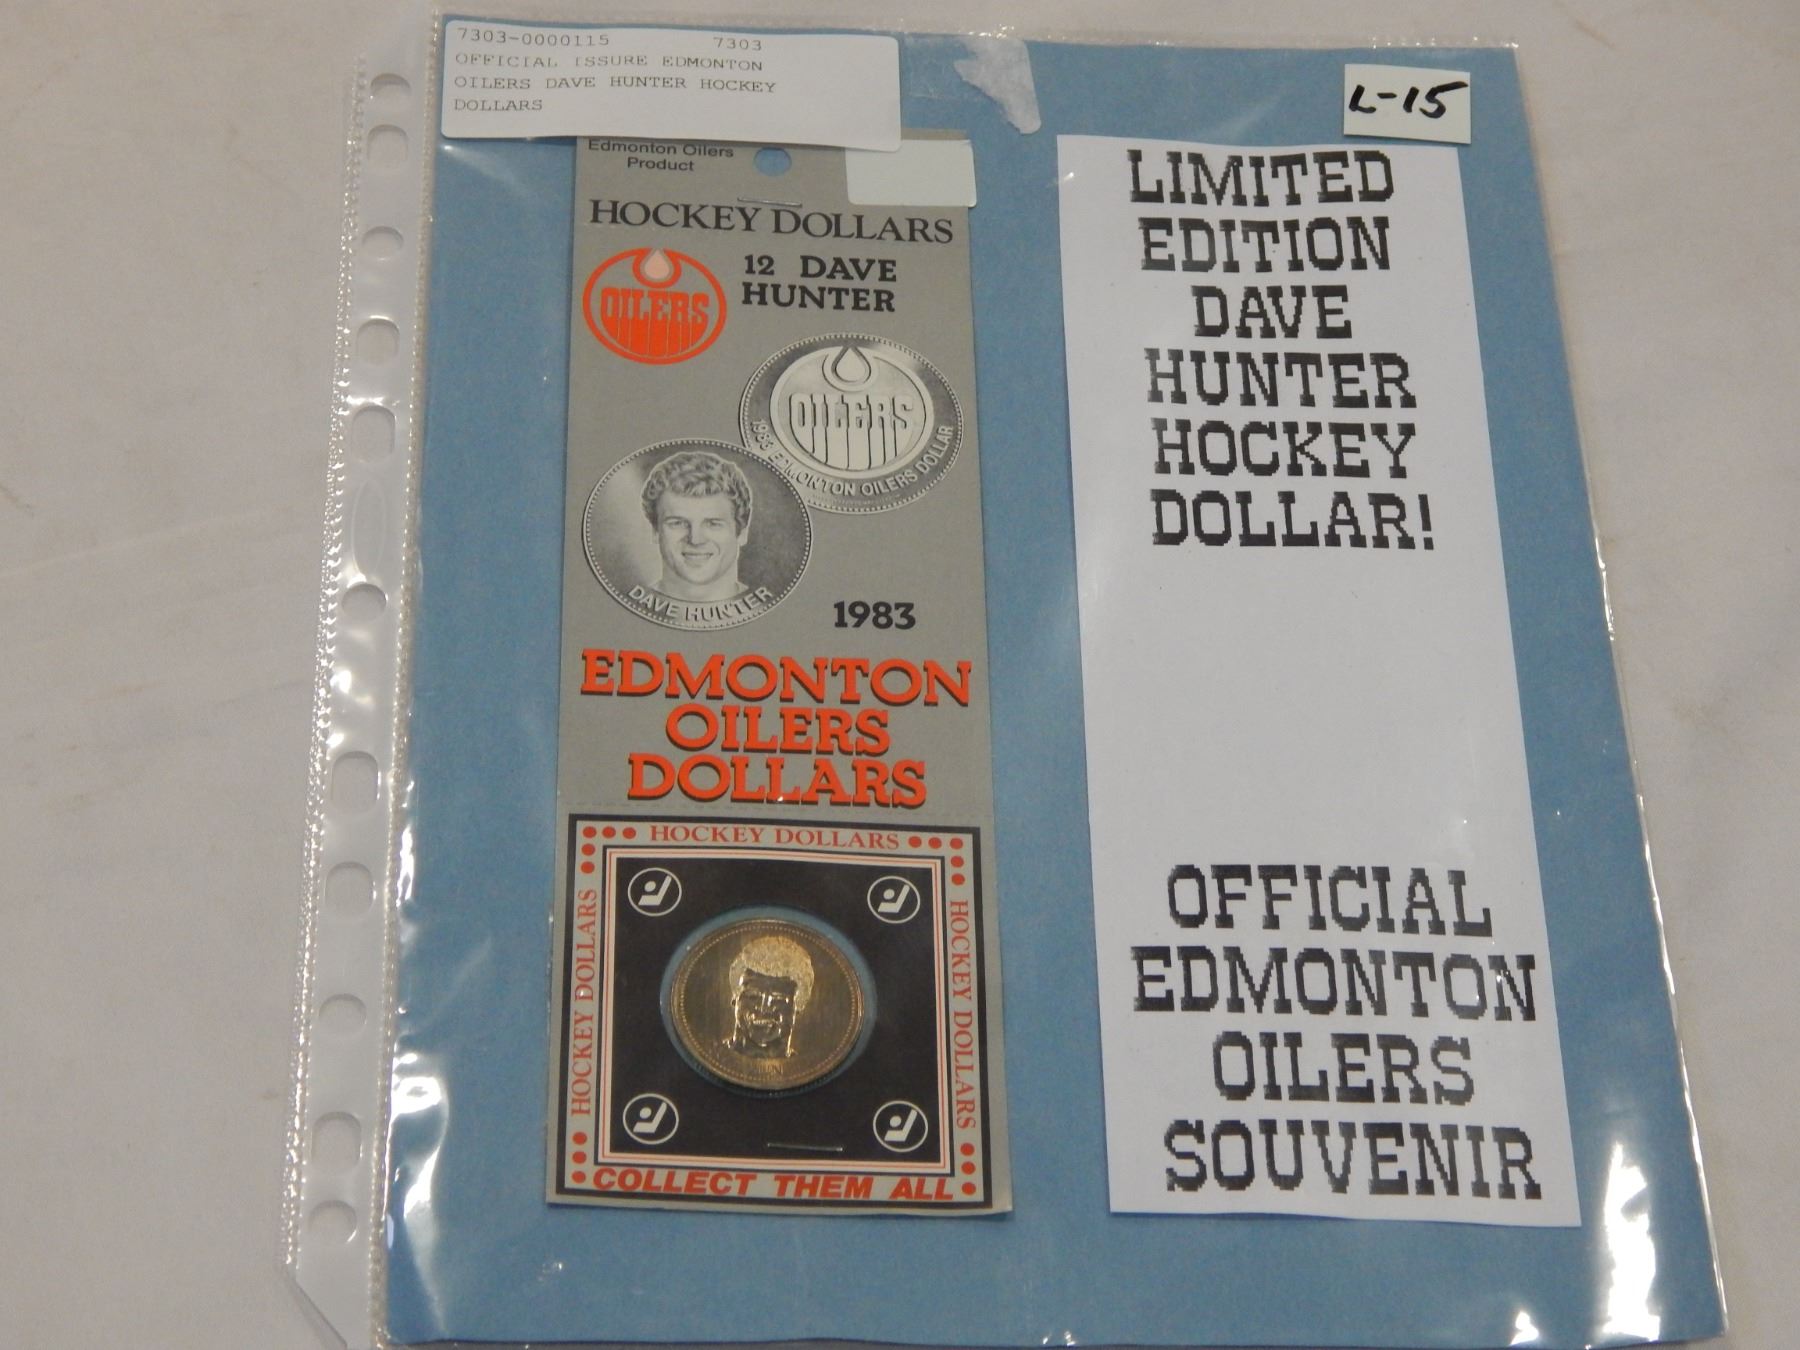 7303-0000115 7303
OFFICIAL ISSURE EDMONTON
OILERS DAVE HUNTER HOCKEY
DOLLARS
L-15
Edmonton Oilers
Product
HOCKEY DOLLARS
OILERS
12 DAVE
HUNTER
OILERS
1983 EDMONTON OILERS DOLLAR
DAVE HUNTER
1983
EDMONTON
OILERS
DOLLARS
HOCKEY DOLLARS
HOCKEY DOLLARS
HOCKEY DOLLARS
COLLECT THEM ALL
LIMITED
EDITION
DAVE
HUNTER
HOCKEY
DOLLAR!
OFFICIAL
EDMONTON
OILERS
SOUVENIR